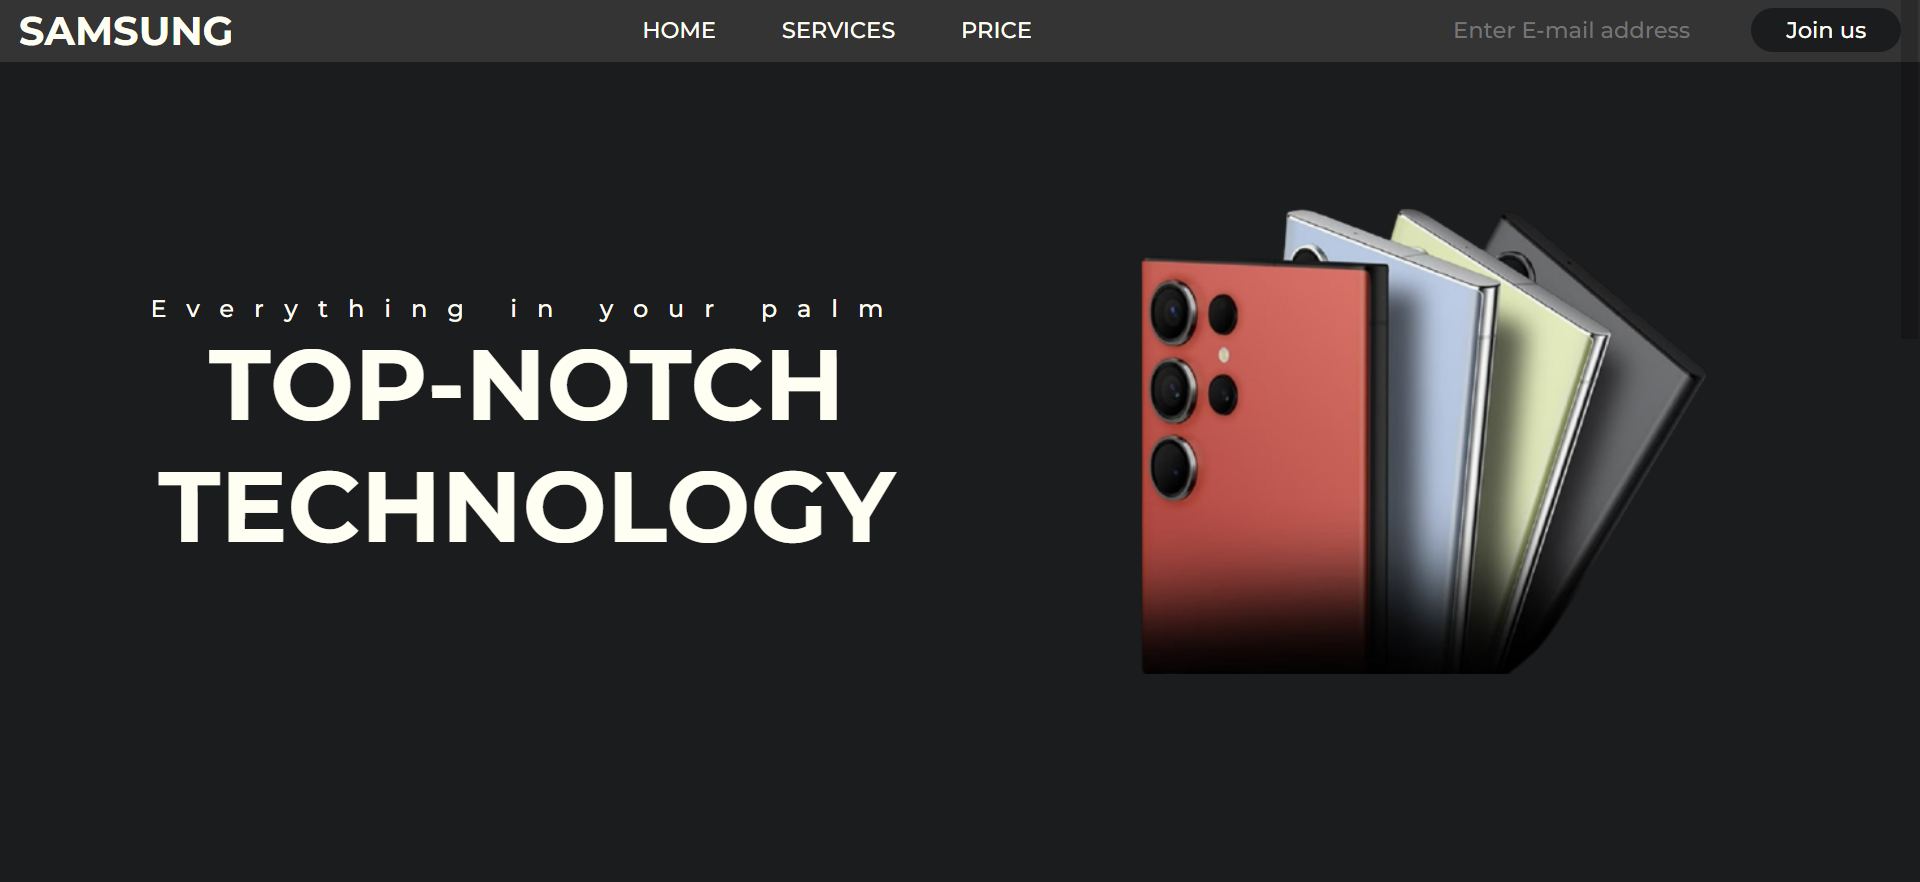 SAMSUNG
HOME SERVICES PRICE
Enter E-mail address
Join us
Everything in your palm
TOP-NOTCH
TECHNOLOGY